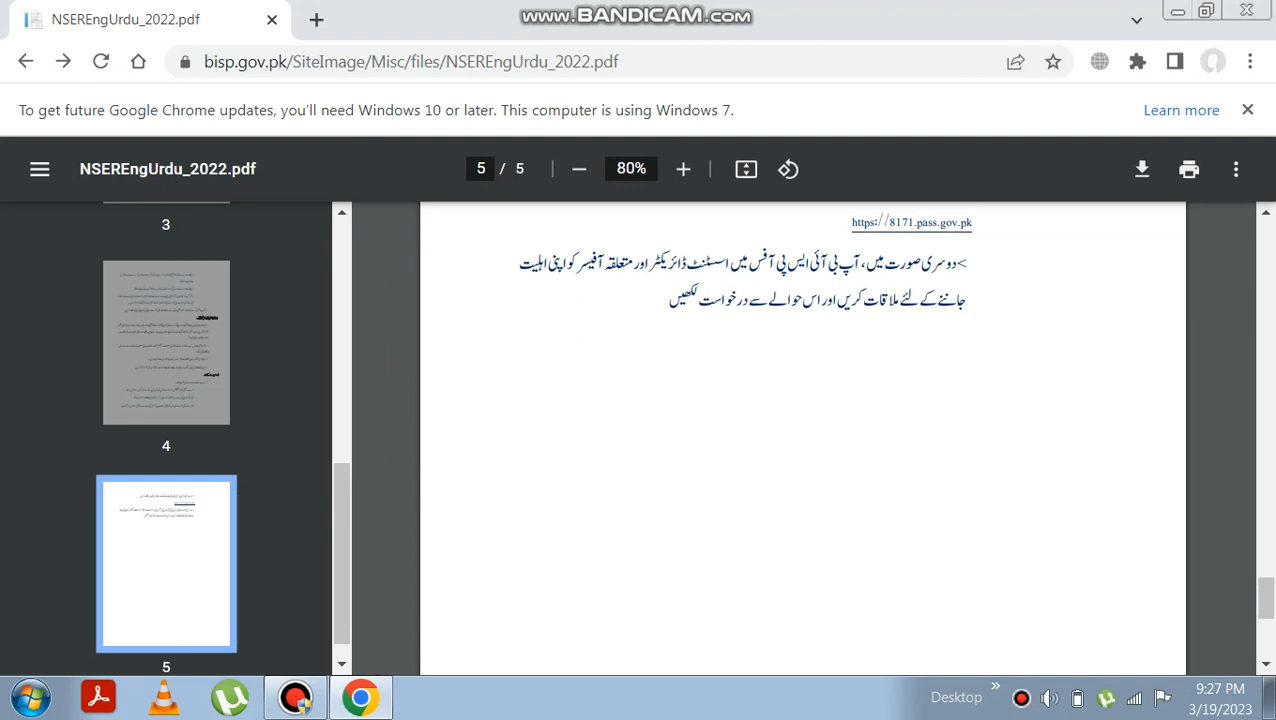 NSEREngUrdu_2022.pdf
www.BANDICAM.com
bisp.gov.pk/SiteImage/Misc/files/NSEREngUrdu_2022.pdf
To get future Google Chrome updates, you'll need Windows 10 or later. This computer is using Windows 7.
Learn more
NSEREngUrdu_2022.pdf
5 / 5
80%
3
4
5
https://8171.pass.gov.pk
>دوسری صورت میں، آپ بی آئی ایس پی آفس میں اسسٹنٹ ڈائریکٹر اور متعلقہ آفیسر کو اپنی اہلیت
جاننے کے لئے ملاقات کریں اور اس حوالے سے درخواست لکھیں
Desktop
9:27 PM
3/19/2023